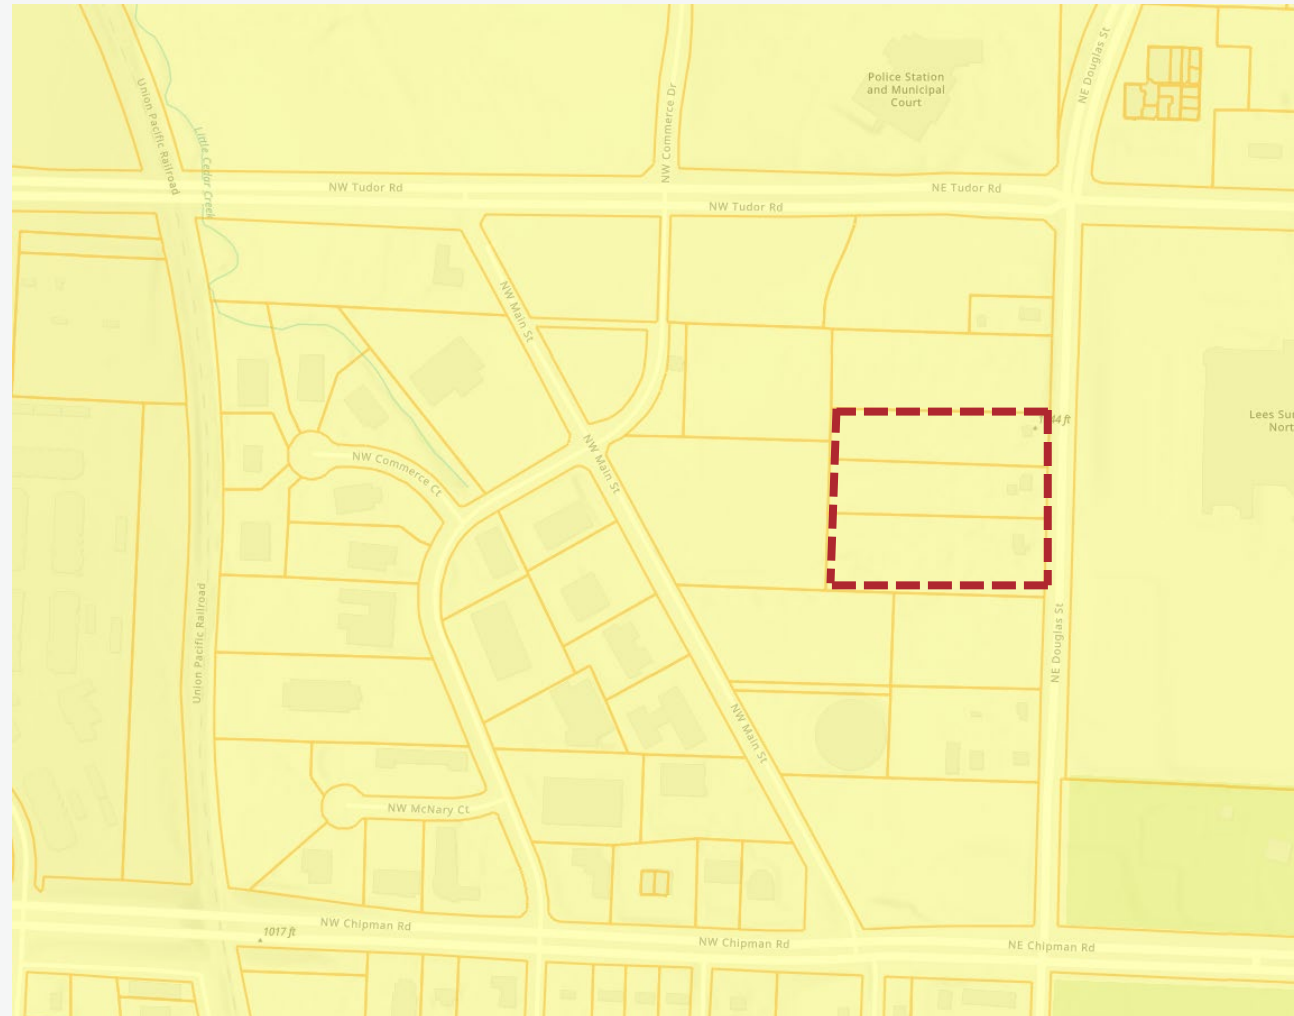 NE Douglas St
Police Station
and Municipal
Court
Union Pacific Railroad
Little Cedar Creek
NW Commerce Dr
NW Tudor Rd
NE Tudor Rd
NW Tudor Rd
NW Main St
Lees Su
Nort
44 ft
NW Main St
NW Commerce Ct
Union Pacific Railroad
NE Douglas St
NW Main St
NW McNary Ct
NW Chipman Rd
1017 ft
NW Chipman Rd
NE Chipman Rd